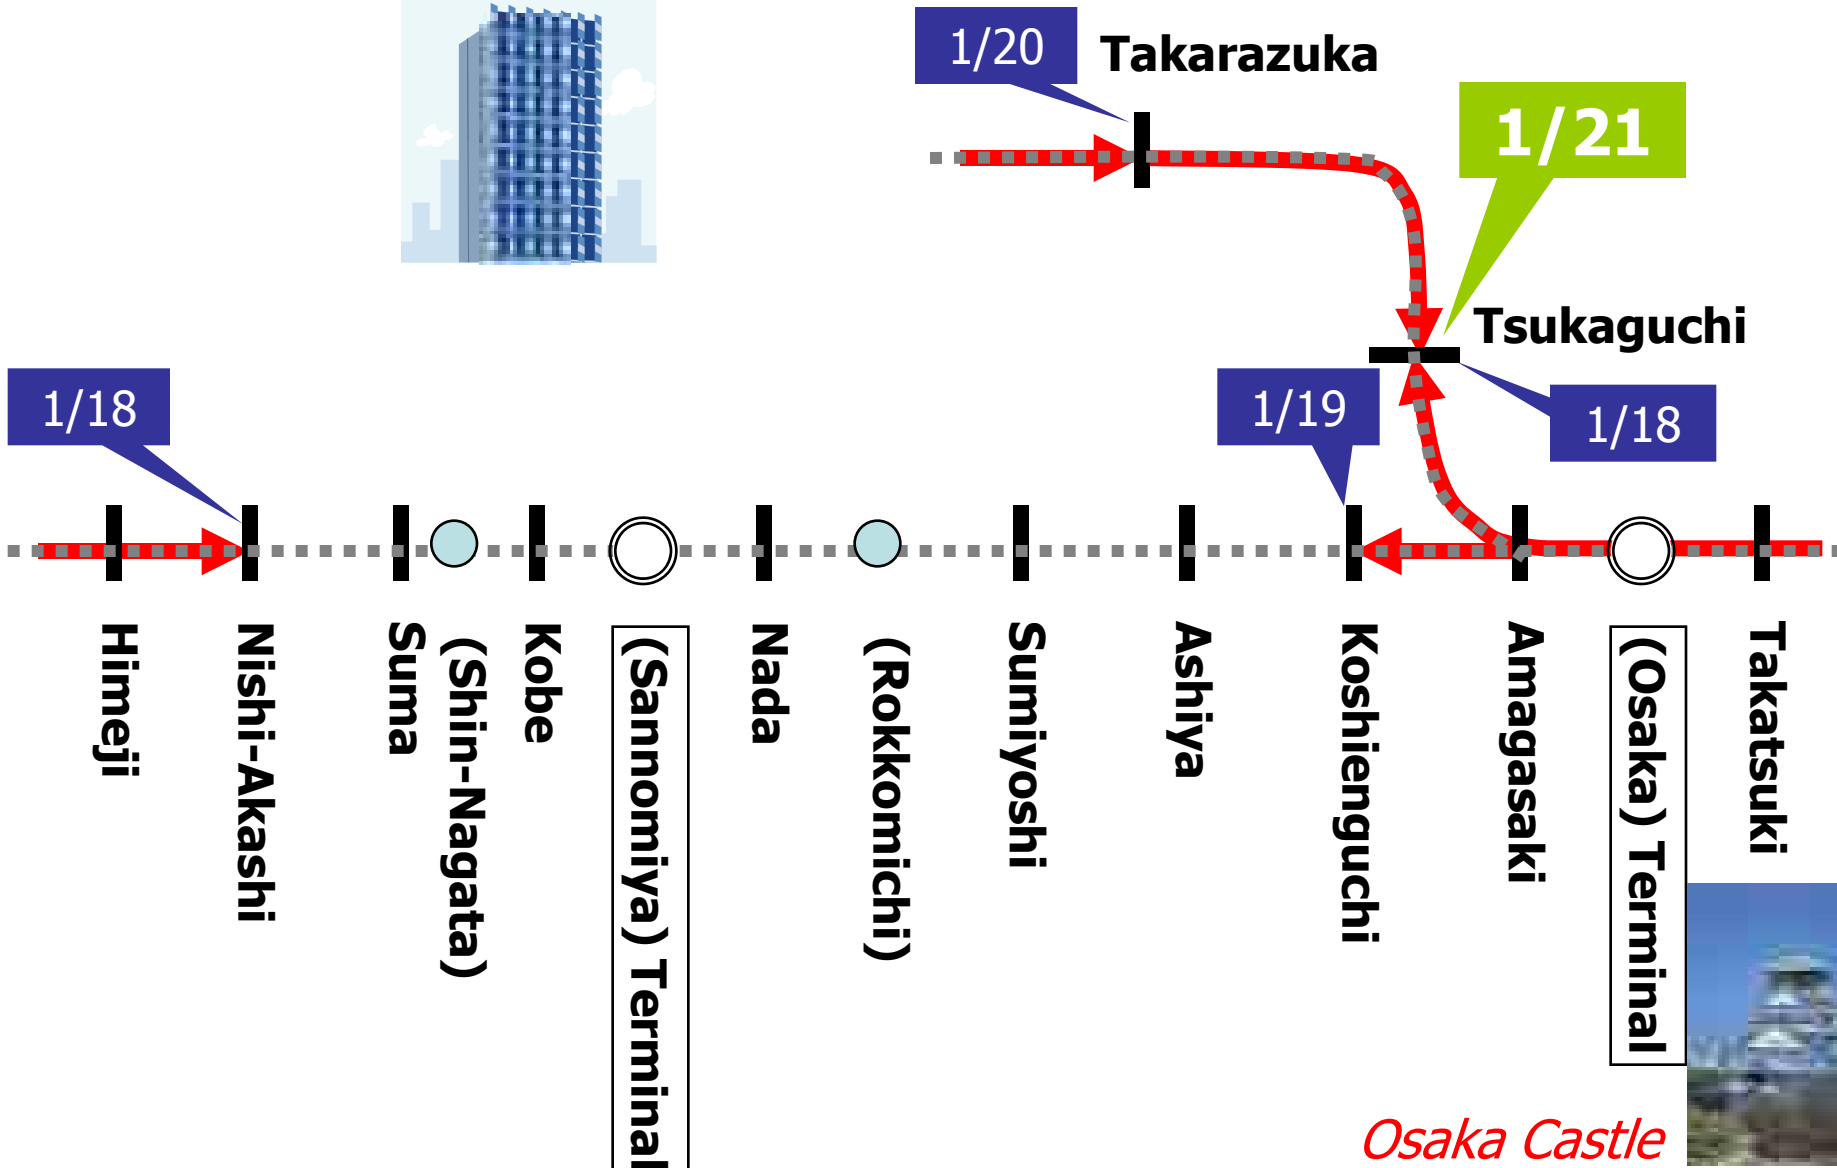 1/20
Takarazuka
1/21
Tsukaguchi
1/18
1/19
1/18
Himeji
Nishi-Akashi
Suma
(Shin-Nagata)
Kobe
(Sannomiya) Terminal
Nada
(Rokkomichi)
Sumiyoshi
Ashiya
Koshienguchi
Amagasaki
(Osaka) Terminal
Takatsuki
Osaka Castle